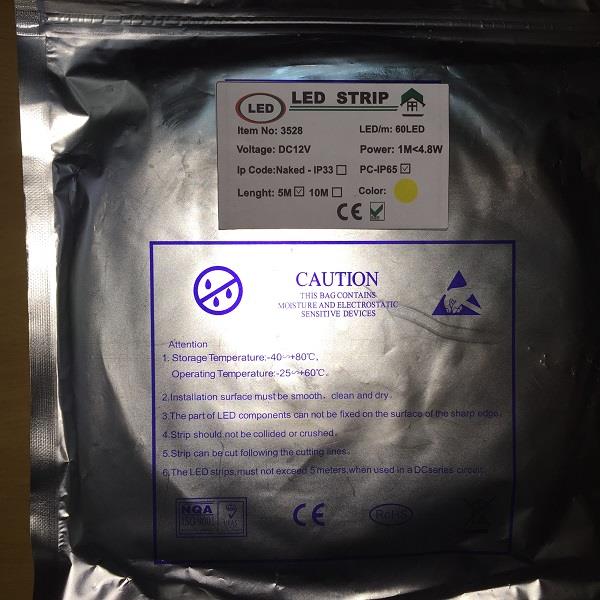 LED
LED STRIP
Item No: 3528
LED/m: 60LED
Voltage: DC12V
Power: 1M<4.8W
Ip Code:Naked - IP33
PC-IP65
Lenght: 5M
10M
Color:
CE
CAUTION
THIS BAG CONTAINS
MOISTURE AND ELECTROSTATIC
SENSITIVE DEVICES
Attention
1. Storage Temperature:-40~+80℃,
Operating Temperature:-25~+60℃.
2.Installation surface must be smooth, clean and dry.
3.The part of LED components can not be fixed on the surface of the sharp edge.
4.Strip should not be collided or crushed.
5.Strip can be cut following the cutting lines.
6.The LED strips,must not exceed 5 meters,when used in a DCseries circuit.
NQA
ISO 9001
UKAS
CE
RoHS